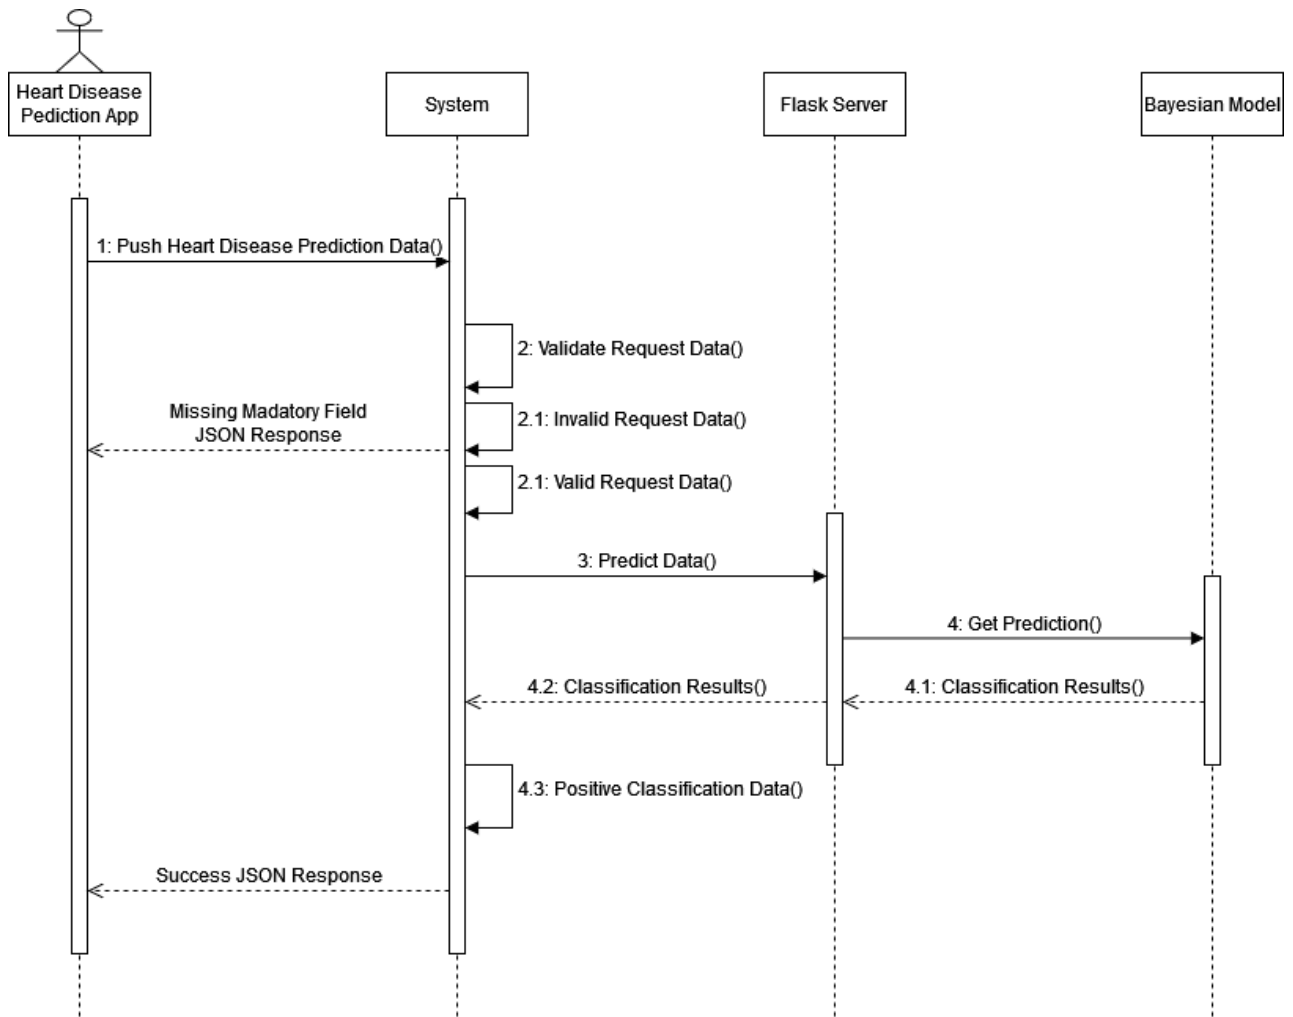 Heart Disease
Pediction App
System
Flask Server
Bayesian Model
1: Push Heart Disease Prediction Data()
2: Validate Request Data()
Missing Madatory Field
JSON Response
2.1: Invalid Request Data()
2.1: Valid Request Data()
3: Predict Data()
4: Get Prediction()
4.2: Classification Results()
4.1: Classification Results()
4.3: Positive Classification Data()
Success JSON Response